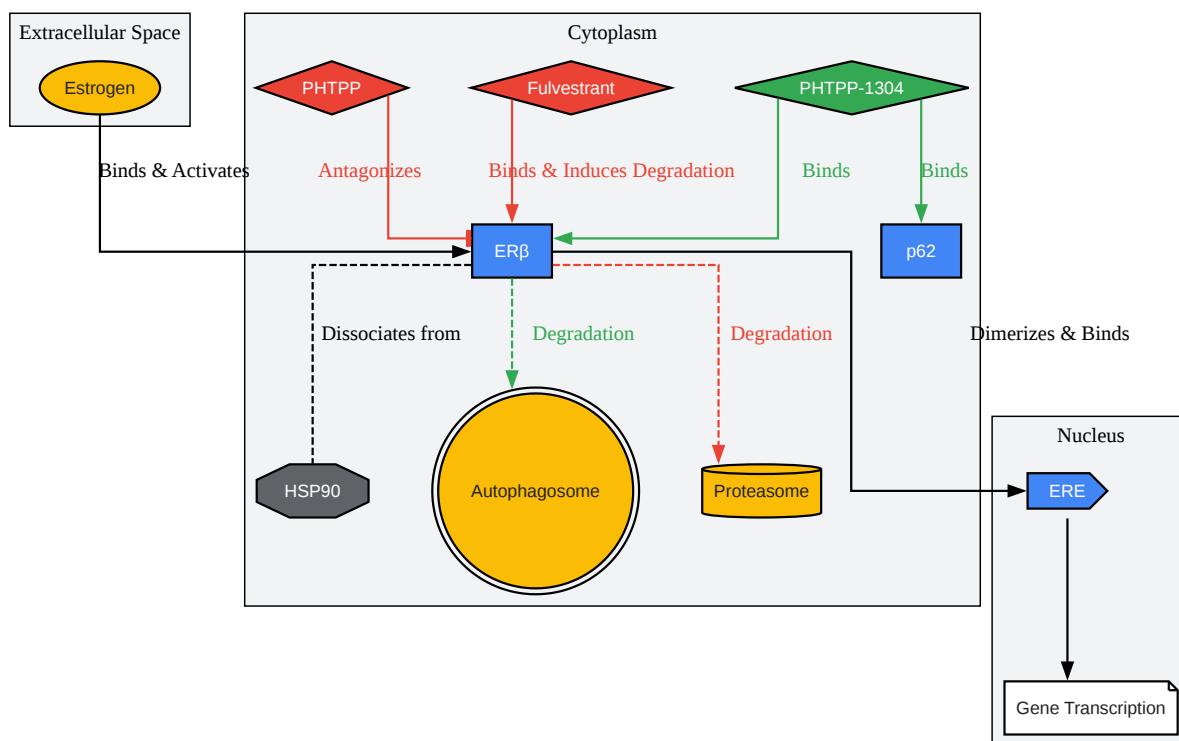 Extracellular Space
Cytoplasm
Estrogen
PHTPP
Fulvestrant
PHTPP-1304
Binds & Activates
Antagonizes
Binds & Induces Degradation
Binds
Binds
ERβ
p62
Dissociates from
Degradation
Degradation
Dimerizes & Binds
Nucleus
HSP90
Autophagosome
Proteasome
ERE
Gene Transcription